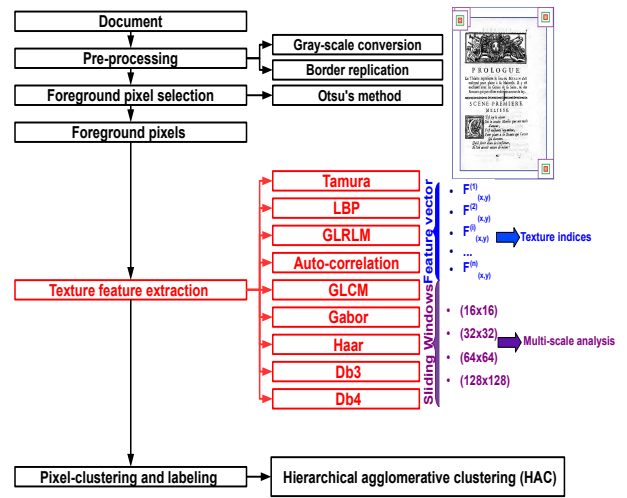 Document
Pre-processing
Gray-scale conversion
Border replication
Foreground pixel selection
Otsu's method
Foreground pixels
Texture feature extraction
Tamura
LBP
GLRLM
Auto-correlation
GLCM
Gabor
Haar
Db3
Db4
Feature vector
• F(1)(x,y)
• F(2)(x,y)
• F(i)(x,y)
• ...
• F(n)(x,y)
Texture indices
Sliding Windows
• (16x16)
• (32x32)
• (64x64)
• (128x128)
Multi-scale analysis
Pixel-clustering and labeling
Hierarchical agglomerative clustering (HAC)
PROLOGUE
SCENE PREMIERE
MELISSE